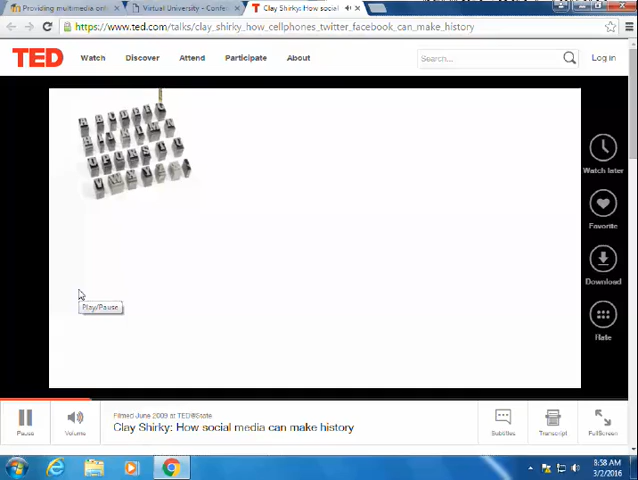 Providing multimedia onl
Virtual University - Confe
Clay Shirky: How social
https://www.ted.com/talks/clay_shirky_how_cellphones_twitter_facebook_can_make_history
TED
Watch
Discover
Attend
Participate
About
Search...
Log in
Watch later
Favorite
Download
Rate
Play/Pause
Pause
Volume
Filmed June 2009 at TED@State
Clay Shirky: How social media can make history
Subtitles
Transcript
FullScreen
8:58 AM
3/2/2016